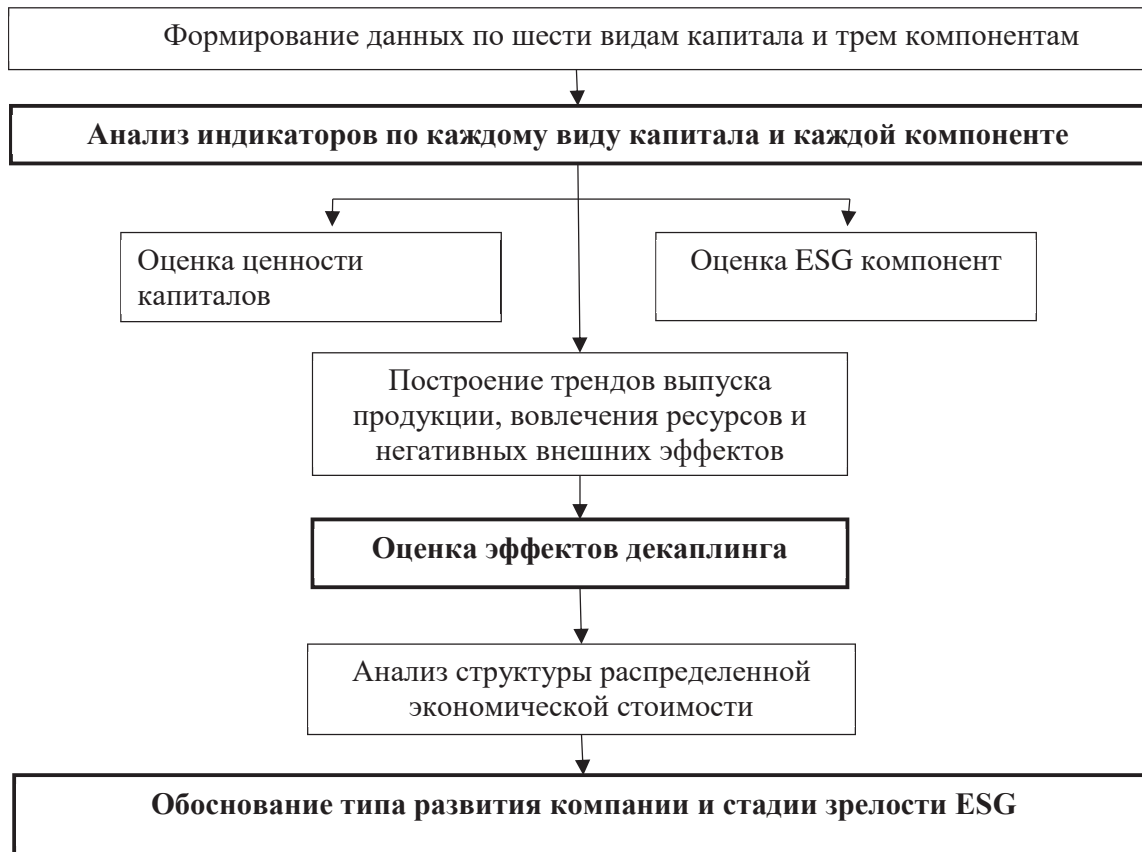 Формирование данных по шести видам капитала и трем компонентам
Анализ индикаторов по каждому виду капитала и каждой компоненте
Оценка ценности
капиталов
Оценка ESG компонент
Построение трендов выпуска
продукции, вовлечения ресурсов и
негативных внешних эффектов
Оценка эффектов декаплинга
Анализ структуры распределенной
экономической стоимости
Обоснование типа развития компании и стадии зрелости ESG